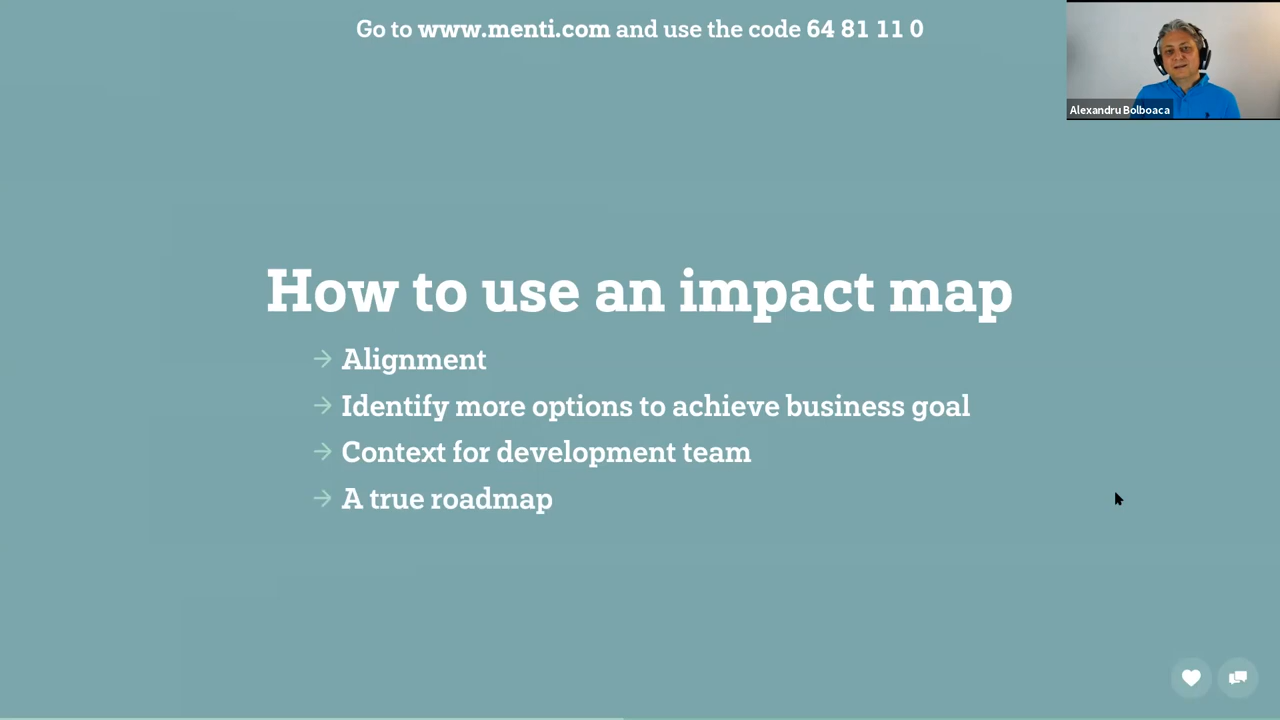 Go to www.menti.com and use the code 64 81 11 0
Alexandru Bolboaca
How to use an impact map
→ Alignment
→ Identify more options to achieve business goal
→ Context for development team
→ A true roadmap